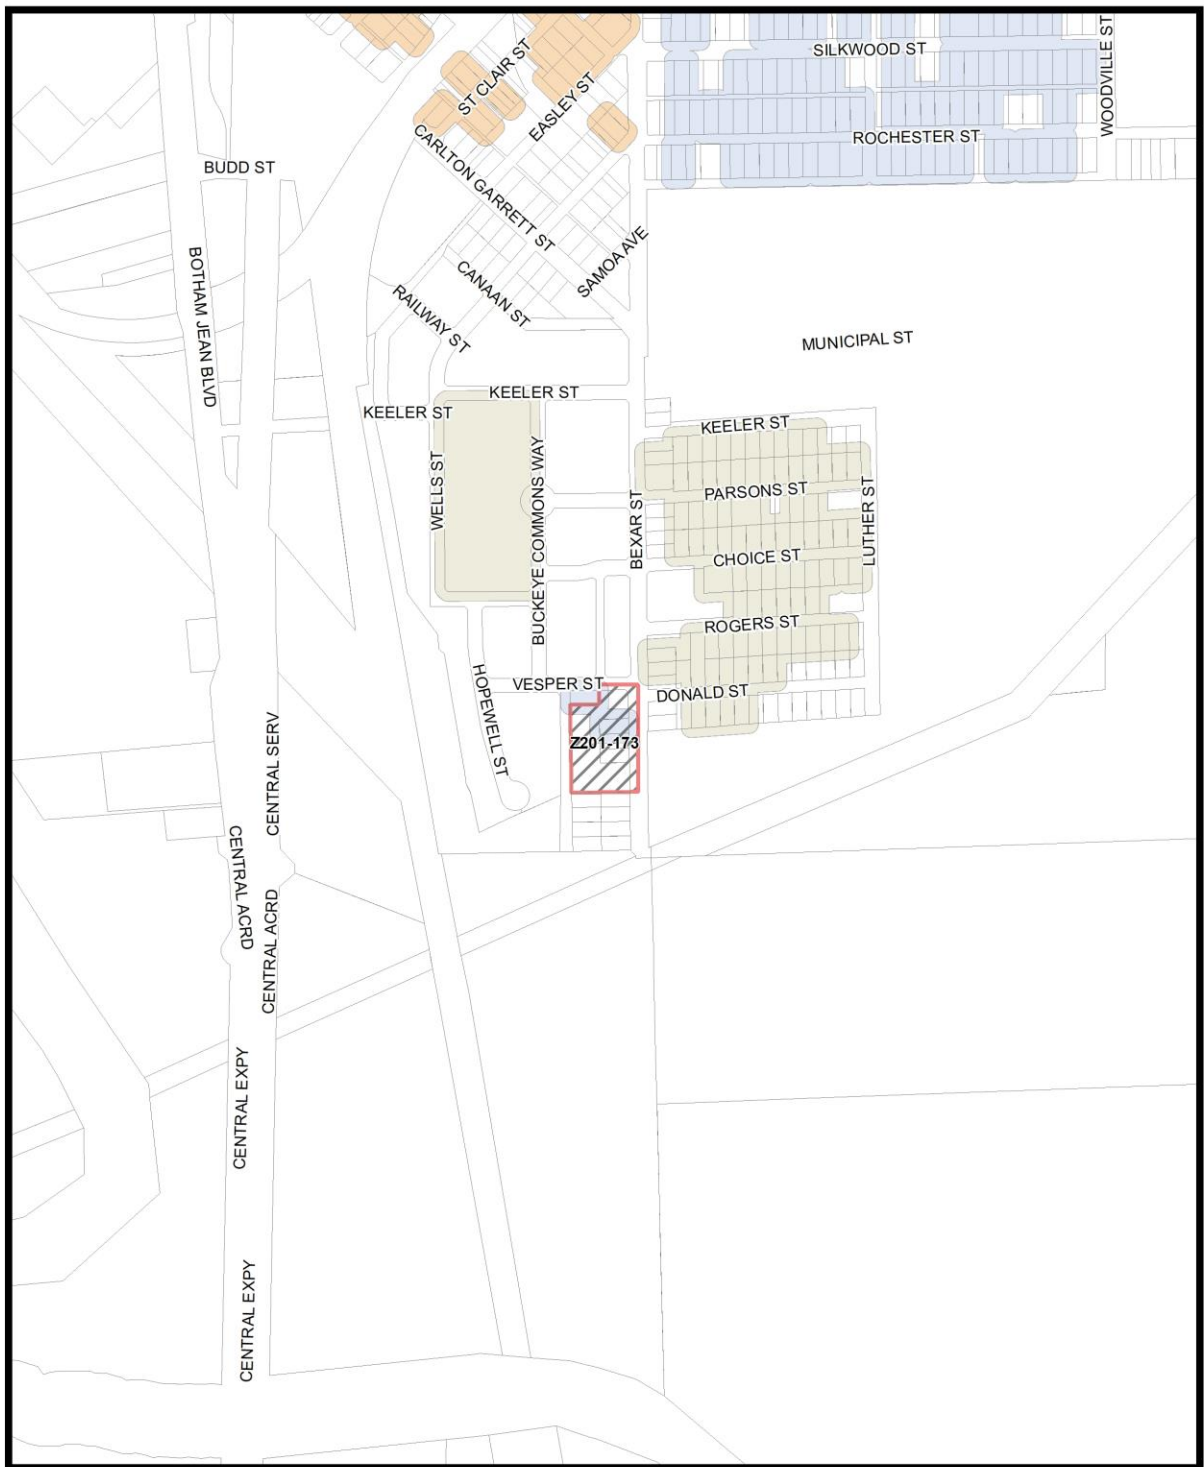 SILKWOOD ST
WOODVILLE ST
ST CLAIR ST
EASLEY ST
ROCHESTER ST
BUDD ST
CARLTON GARRETT ST
SAMOA AVE
BOTHAM JEAN BLVD
CANAAN ST
RAILWAY ST
MUNICIPAL ST
KEELER ST
KEELER ST
KEELER ST
WELLS ST
BUCKEYE COMMONS WAY
BEXAR ST
PARSONS ST
LUTHER ST
CHOICE ST
ROGERS ST
VESPER ST
DONALD ST
HOPEWELL ST
Z201-173
CENTRAL SERV
CENTRAL ACRD
CENTRAL ACRD
CENTRAL EXPY
CENTRAL EXPY